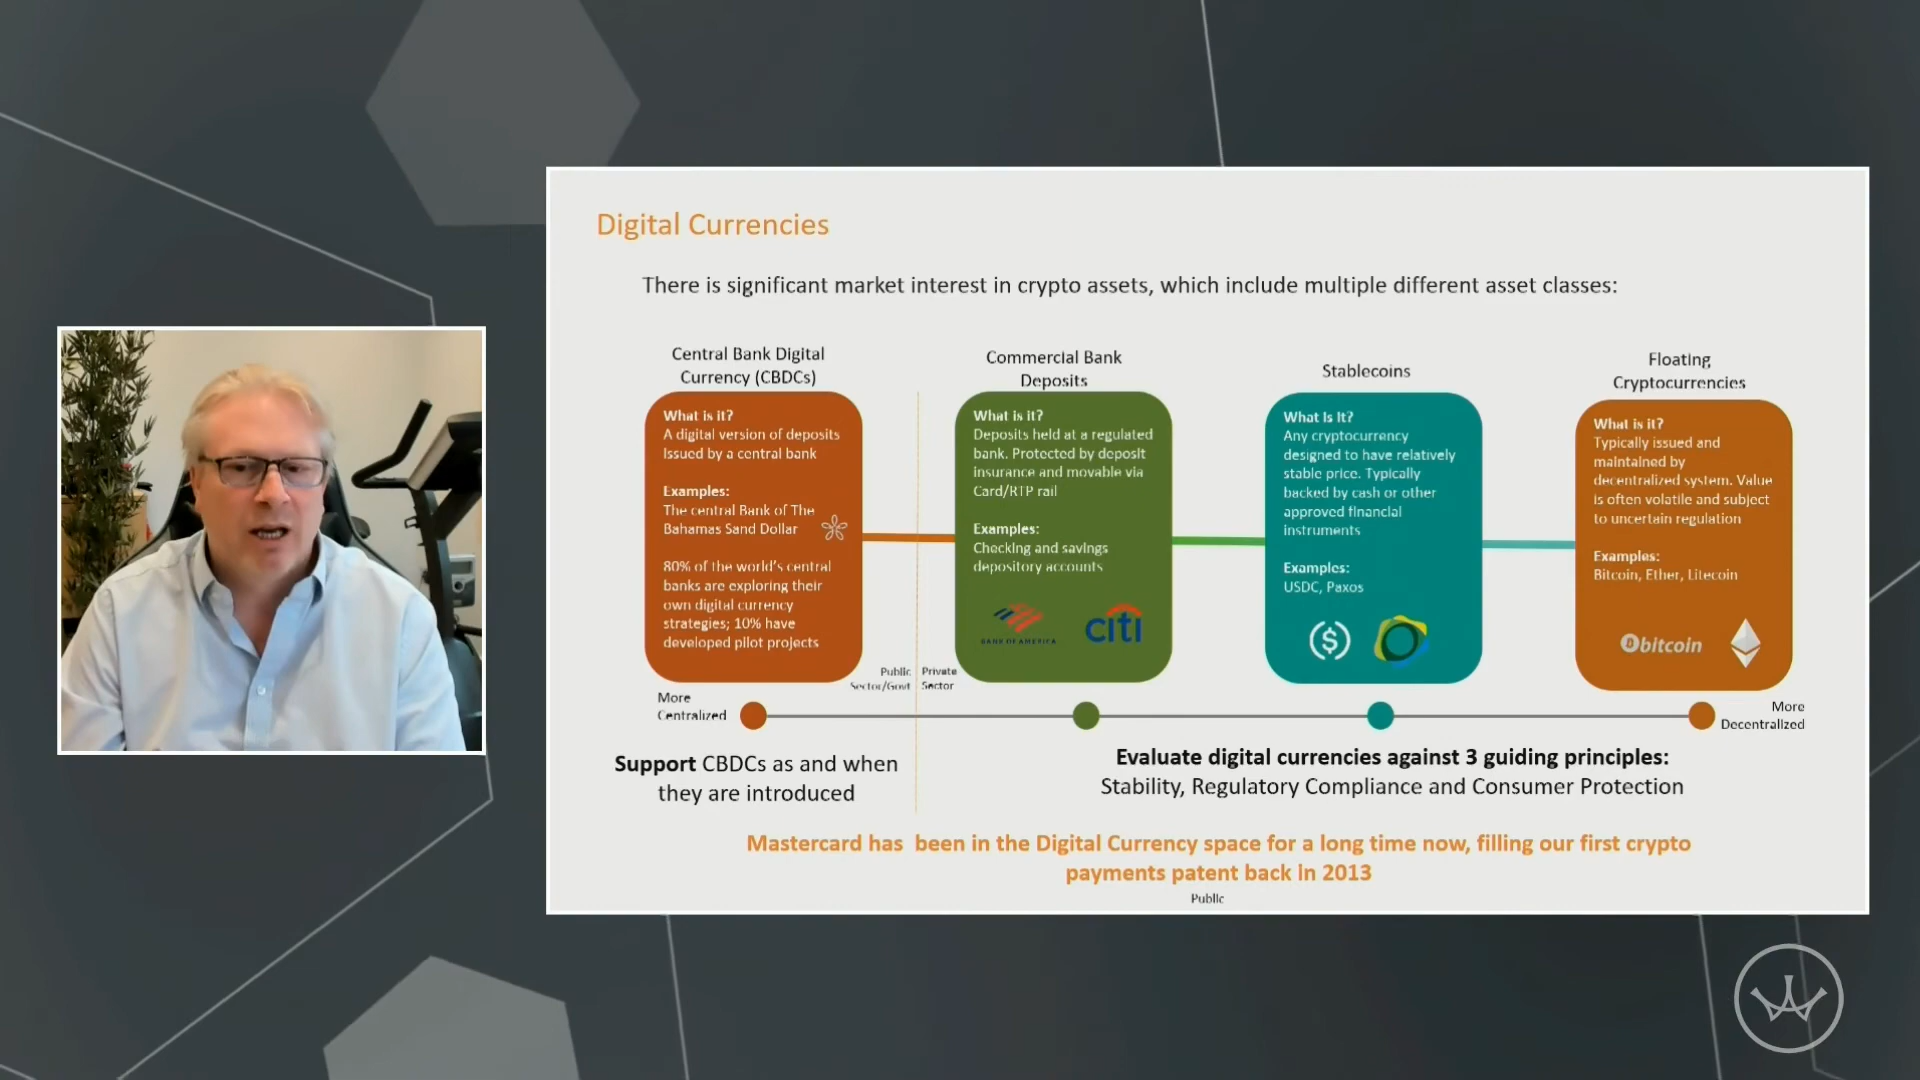 Digital Currencies
There is significant market interest in crypto assets, which include multiple different asset classes:
Central Bank Digital
Currency (CBDCs)
What is it?
A digital version of deposits
Issued by a central bank
Examples:
The central Bank of The
Bahamas Sand Dollar
80% of the world's central
banks are exploring their
own digital currency
strategies; 10% have
developed pilot projects
Commercial Bank
Deposits
What is it?
Deposits held at a regulated
bank. Protected by deposit
insurance and movable via
Card/RTP rail
Examples:
Checking and savings
depository accounts
BANK OF AMERICA
citi
Stablecoins
What Is It?
Any cryptocurrency
designed to have relatively
stable price. Typically
backed by cash or other
approved financial
instruments
Examples:
USDC, Paxos
$
Floating
Cryptocurrencies
What is it?
Typically issued and
maintained by
decentralized system. Value
is often volatile and subject
to uncertain regulation
Examples:
Bitcoin, Ether, Litecoin
bitcoin
Public
Sector/Govt
Private
Sector
More
Centralized
More
Decentralized
Support CBDCs as and when
they are introduced
Evaluate digital currencies against 3 guiding principles:
Stability, Regulatory Compliance and Consumer Protection
Mastercard has been in the Digital Currency space for a long time now, filling our first crypto
payments patent back in 2013
Public